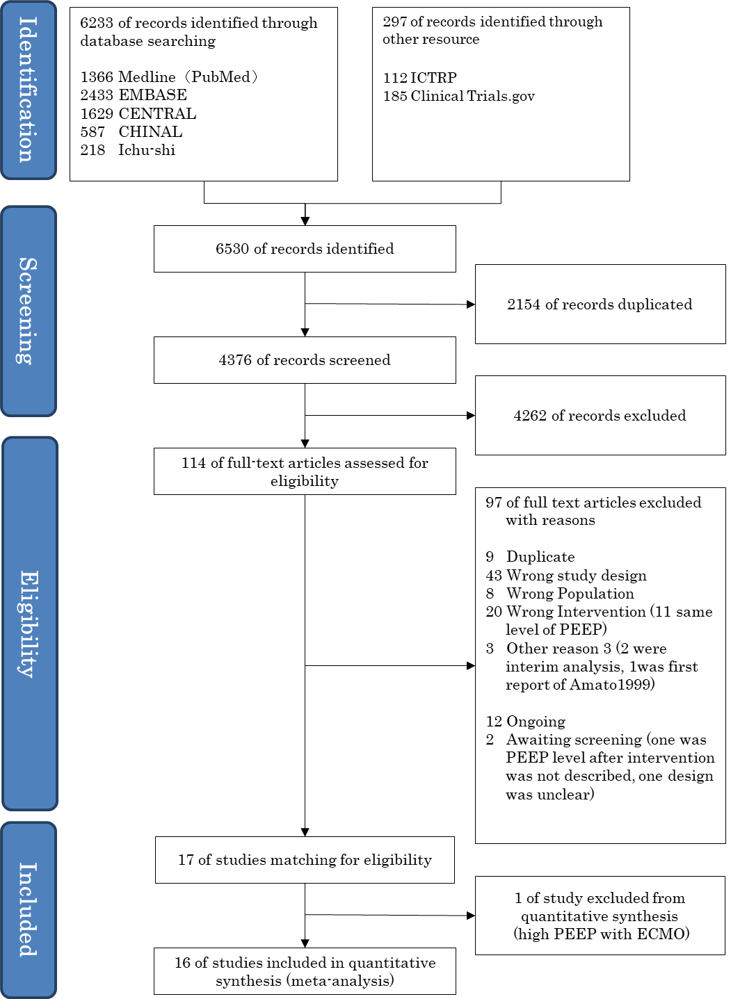 Identification
6233 of records identified through
database searching
1366 Medline（PubMed）
2433 EMBASE
1629 CENTRAL
587 CHINAL
218 Ichu-shi
297 of records identified through
other resource
112 ICTRP
185 Clinical Trials.gov
Screening
6530 of records identified
2154 of records duplicated
4376 of records screened
4262 of records excluded
Eligibility
114 of full-text articles assessed for
eligibility
97 of full text articles excluded
with reasons
9 Duplicate
43 Wrong study design
8 Wrong Population
20 Wrong Intervention (11 same
level of PEEP)
3 Other reason 3 (2 were
interim analysis, 1was first
report of Amato1999)
12 Ongoing
2 Awaiting screening (one was
PEEP level after intervention
was not described, one design
was unclear)
Included
17 of studies matching for eligibility
1 of study excluded from
quantitative synthesis
(high PEEP with ECMO)
16 of studies included in quantitative
synthesis (meta-analysis)